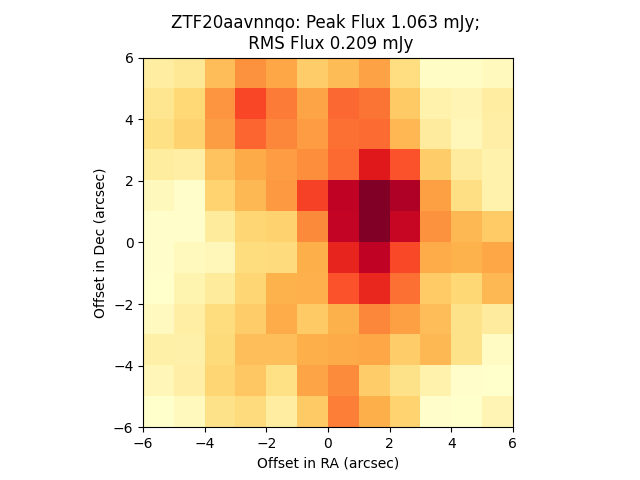 ZTF20aavnnqo: Peak Flux 1.063 mJy;
RMS Flux 0.209 mJy
6
4
2
0
−2
−4
−6
Offset in Dec (arcsec)
−6 −4 −2 0 2 4 6
Offset in RA (arcsec)